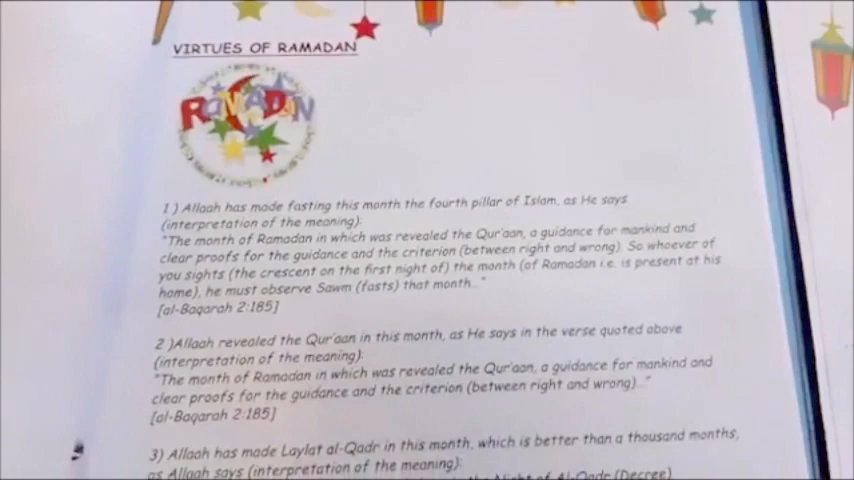 VIRTUES OF RAMADAN
RAMADAN
1 ) Allaah has made fasting this month the fourth pillar of Islam, as He says
(interpretation of the meaning):
"The month of Ramadan in which was revealed the Qur'aan, a guidance for mankind and
clear proofs for the guidance and the criterion (between right and wrong). So whoever of
you sights (the crescent on the first night of) the month (of Ramadan i.e. is present at his
home), he must observe Sawm (fasts) that month..."
[al-Baqarah 2:185]
2 )Allaah revealed the Qur'aan in this month, as He says in the verse quoted above
(interpretation of the meaning):
"The month of Ramadan in which was revealed the Qur'aan, a guidance for mankind and
clear proofs for the guidance and the criterion (between right and wrong)..."
[al-Baqarah 2:185]
3) Allaah has made Laylat al-Qadr in this month, which is better than a thousand months,
as Allaah says (interpretation of the meaning):
the Night of Al-Qadr (Decree)